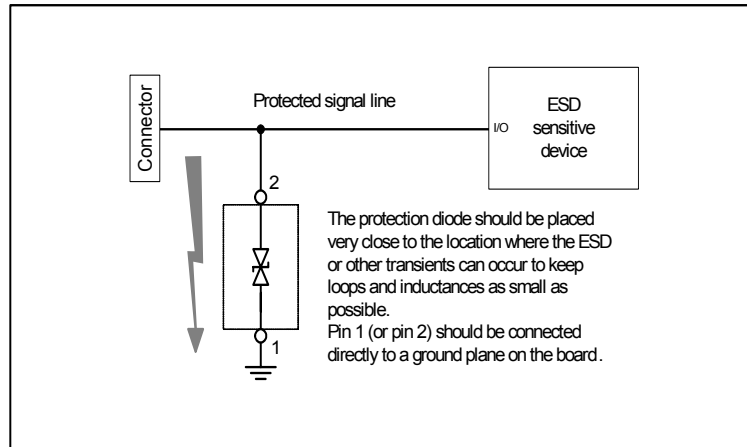 Connector
Protected signal line
I/O
ESD
sensitive
device
2
The protection diode should be placed
very close to the location where the ESD
or other transients can occur to keep
loops and inductances as small as
possible.
Pin 1 (or pin 2) should be connected
directly to a ground plane on the board.
1